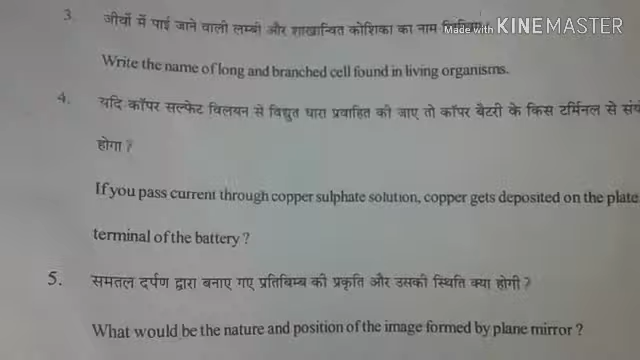 Made with KINEMASTER
3. जीवों में पाई जाने वाली लम्बी और शाखान्वित कोशिका का नाम
Write the name of long and branched cell found in living organisms.
4. यदि कॉपर सल्फेट विलयन से विद्युत धारा प्रवाहित की जाए तो कॉपर बैटरी के किस टर्मिनल से
होगा ?
If you pass current through copper sulphate solution, copper gets deposited on the plate
terminal of the battery ?
5. समतल दर्पण द्वारा बनाए गए प्रतिबिम्ब की प्रकृति और उसकी स्थिति क्या होगी ?
What would be the nature and position of the image formed by plane mirror ?